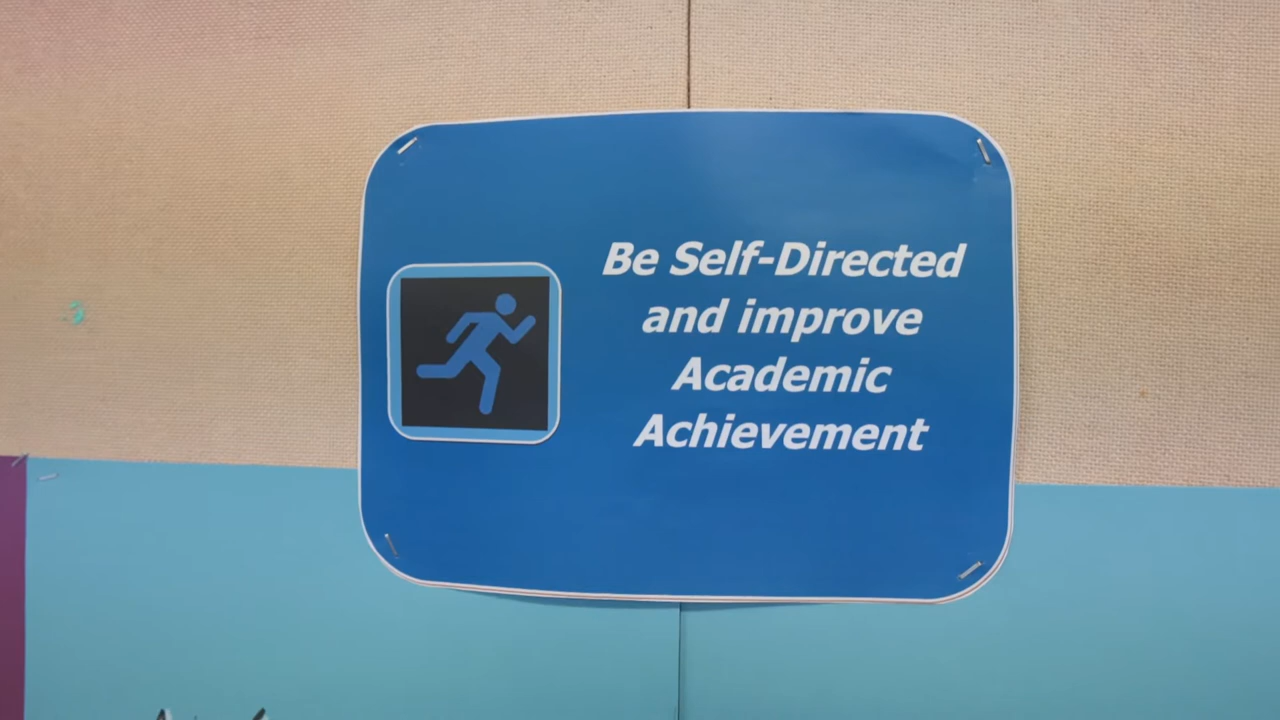 Be Self-Directed
and improve
Academic
Achievement